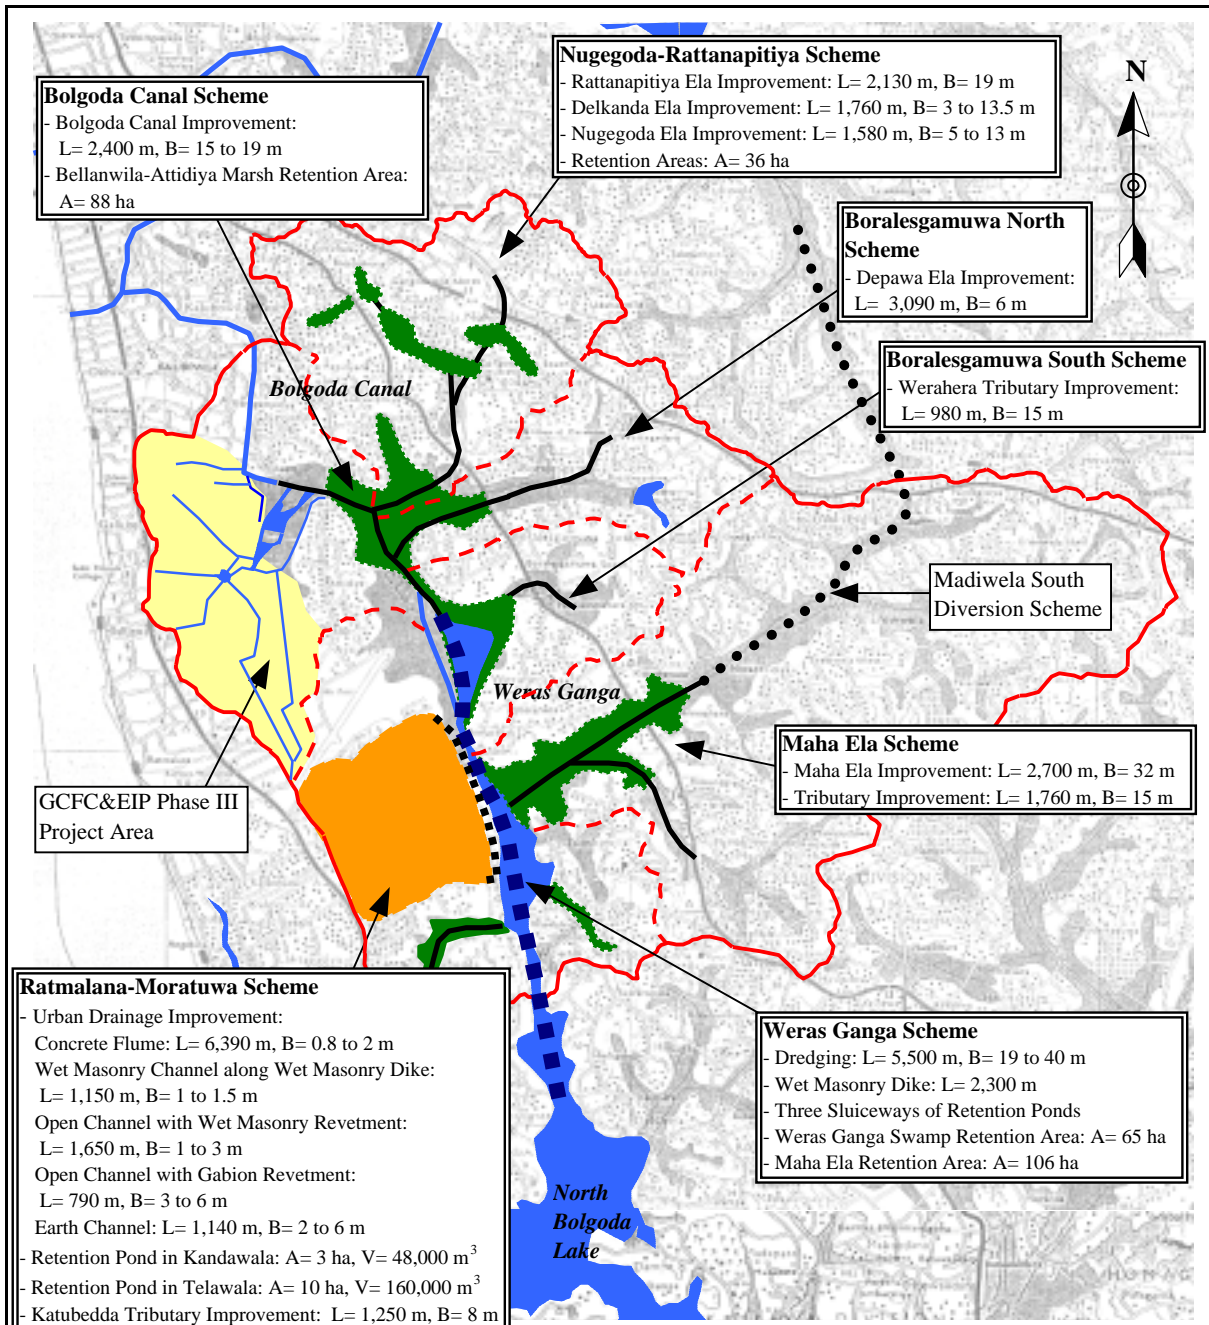 Nugegoda-Rattanapitiya Scheme
- Rattanapitiya Ela Improvement: L= 2,130 m, B= 19 m
- Delkanda Ela Improvement: L= 1,760 m, B= 3 to 13.5 m
- Nugegoda Ela Improvement: L= 1,580 m, B= 5 to 13 m
- Retention Areas: A= 36 ha
N
Bolgoda Canal Scheme
- Bolgoda Canal Improvement:
L= 2,400 m, B= 15 to 19 m
- Bellanwila-Attidiya Marsh Retention Area:
A= 88 ha
Boralesgamuwa North
Scheme
- Depawa Ela Improvement:
L= 3,090 m, B= 6 m
Boralesgamuwa South Scheme
- Werahera Tributary Improvement:
L= 980 m, B= 15 m
Bolgoda Canal
Madiwela South
Diversion Scheme
Weras Ganga
Maha Ela Scheme
- Maha Ela Improvement: L= 2,700 m, B= 32 m
- Tributary Improvement: L= 1,760 m, B= 15 m
GCFC&EIP Phase III
Project Area
Ratmalana-Moratuwa Scheme
- Urban Drainage Improvement:
Concrete Flume: L= 6,390 m, B= 0.8 to 2 m
Wet Masonry Channel along Wet Masonry Dike:
L= 1,150 m, B= 1 to 1.5 m
Open Channel with Wet Masonry Revetment:
L= 1,650 m, B= 1 to 3 m
Open Channel with Gabion Revetment:
L= 790 m, B= 3 to 6 m
Earth Channel: L= 1,140 m, B= 2 to 6 m
- Retention Pond in Kandawala: A= 3 ha, V= 48,000 m³
- Retention Pond in Telawala: A= 10 ha, V= 160,000 m³
- Katubedda Tributary Improvement: L= 1,250 m, B= 8 m
Weras Ganga Scheme
- Dredging: L= 5,500 m, B= 19 to 40 m
- Wet Masonry Dike: L= 2,300 m
- Three Sluiceways of Retention Ponds
- Weras Ganga Swamp Retention Area: A= 65 ha
- Maha Ela Retention Area: A= 106 ha
North
Bolgoda
Lake